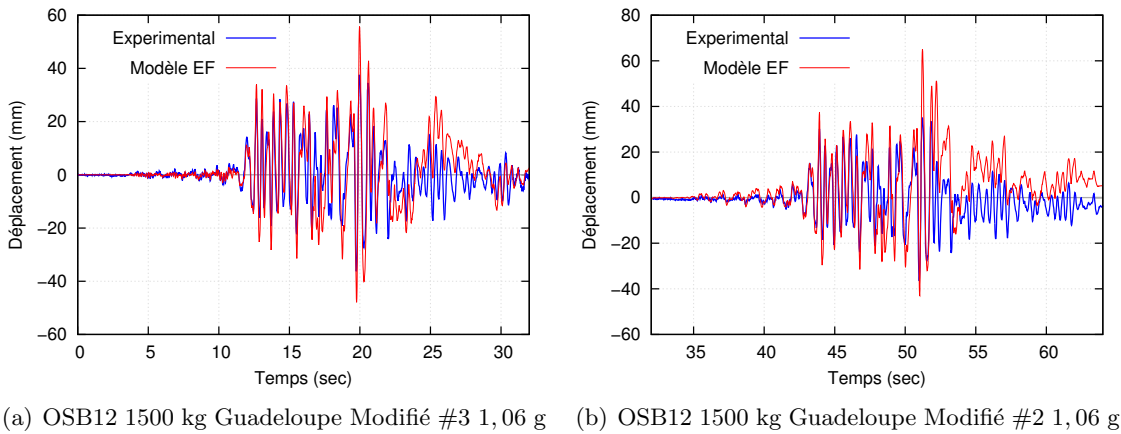 60
40
20
0
−20
−40
−60
0
5
10
15
20
25
30
Déplacement (mm)
Temps (sec)
Experimental
Modèle EF
80
60
40
20
0
−20
−40
−60
35
40
45
50
55
60
Déplacement (mm)
Temps (sec)
Experimental
Modèle EF
(a) OSB12 1500 kg Guadeloupe Modifié #3 1, 06 g
(b) OSB12 1500 kg Guadeloupe Modifié #2 1, 06 g